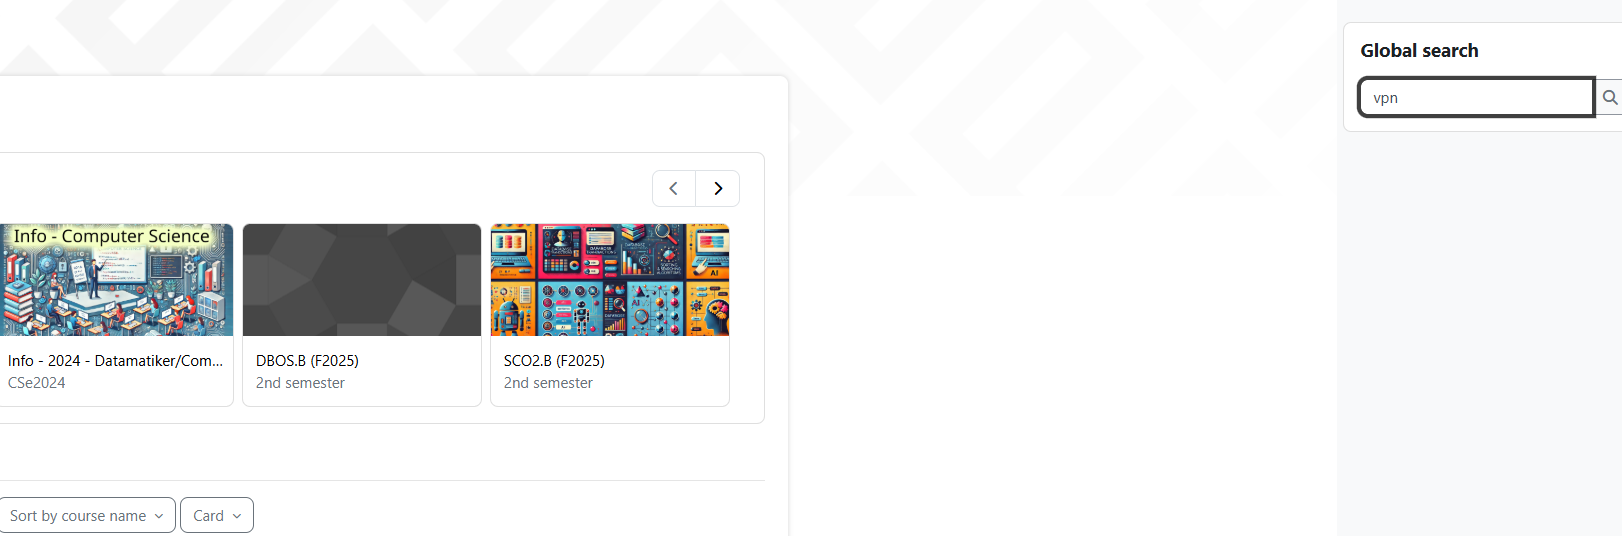 Global search
vpn
Info - Computer Science
Info - 2024 - Datamatiker/Com...
CSe2024
DBOS.B (F2025)
2nd semester
SCO2.B (F2025)
2nd semester
Sort by course name
Card